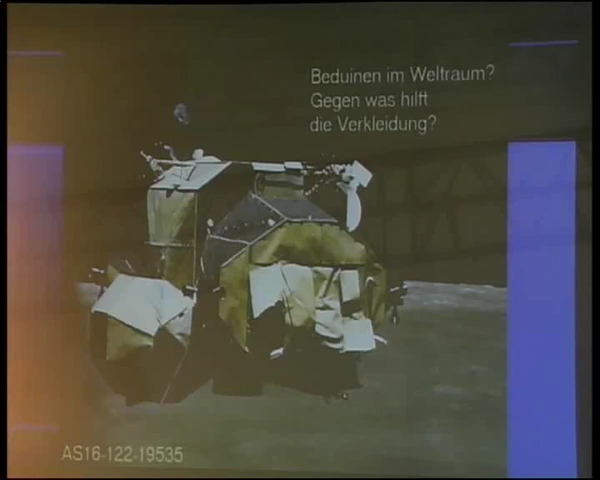 Beduinen im Weltraum?
Gegen was hilft
die Verkleidung?
AS16-122-19535